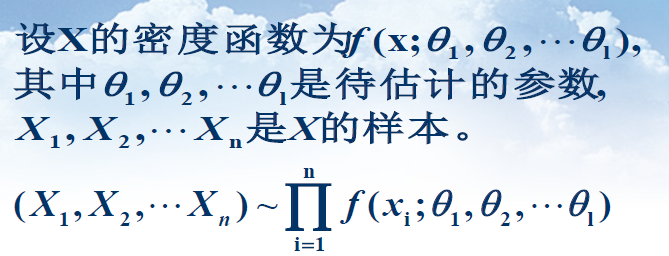 设X的密度函数为f(x;θ₁,θ₂,⋯θₗ),
其中θ₁,θ₂,⋯θₗ是待估计的参数,
X₁,X₂,⋯Xₙ是X的样本。
(X₁,X₂,⋯Xₙ)~∏ⁿᵢ₌₁ f(xᵢ;θ₁,θ₂,⋯θₗ)